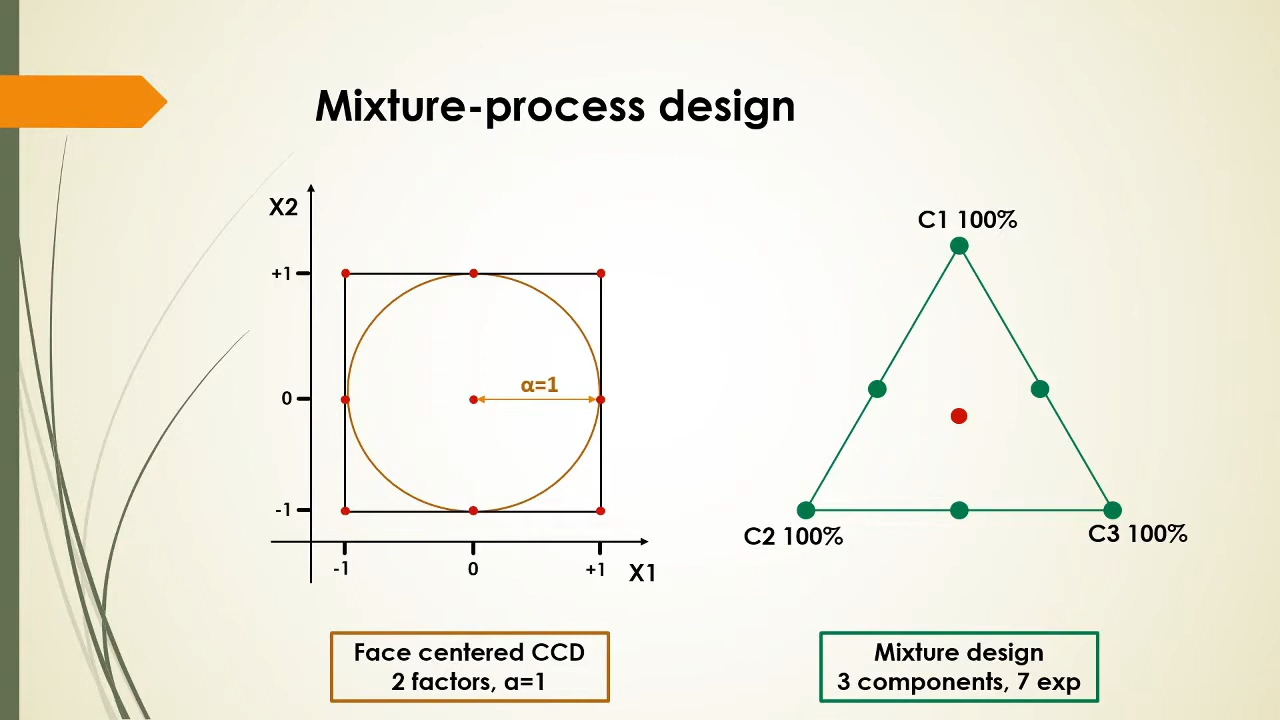 Mixture-process design
X2
+1
0
-1
-1
0
+1
X1
α=1
C1 100%
C2 100%
C3 100%
Face centered CCD
2 factors, α=1
Mixture design
3 components, 7 exp